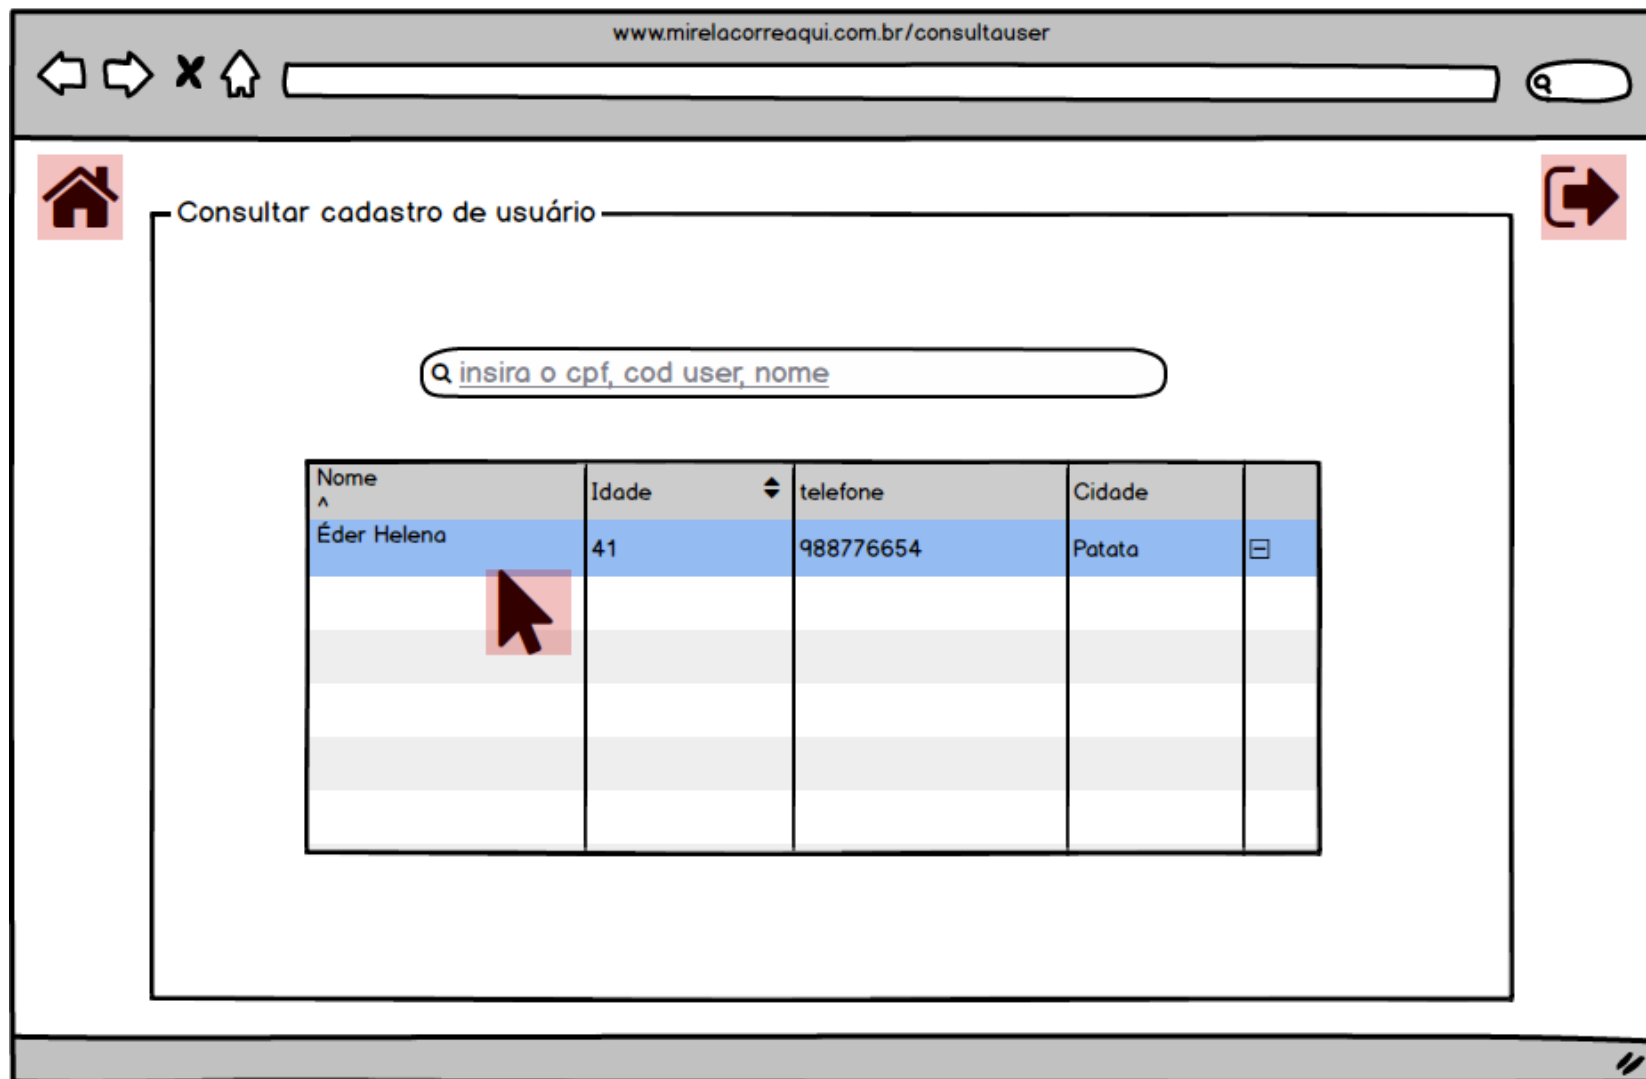 www.mirelacorreaqui.com.br/consultauser
Consultar cadastro de usuário
insira o cpf, cod user, nome
Nome
^
Idade
telefone
Cidade
Éder Helena
41
988776654
Patata